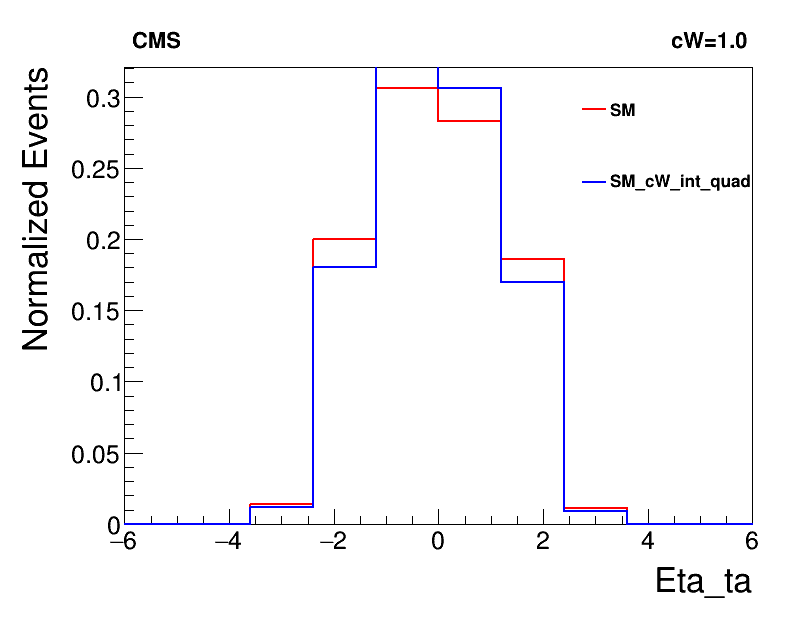 CMS
cW=1.0
Normalized Events
0.3
0.25
0.2
0.15
0.1
0.05
0
SM
SM_cW_int_quad
−6
−4
−2
0
2
4
6
Eta_ta